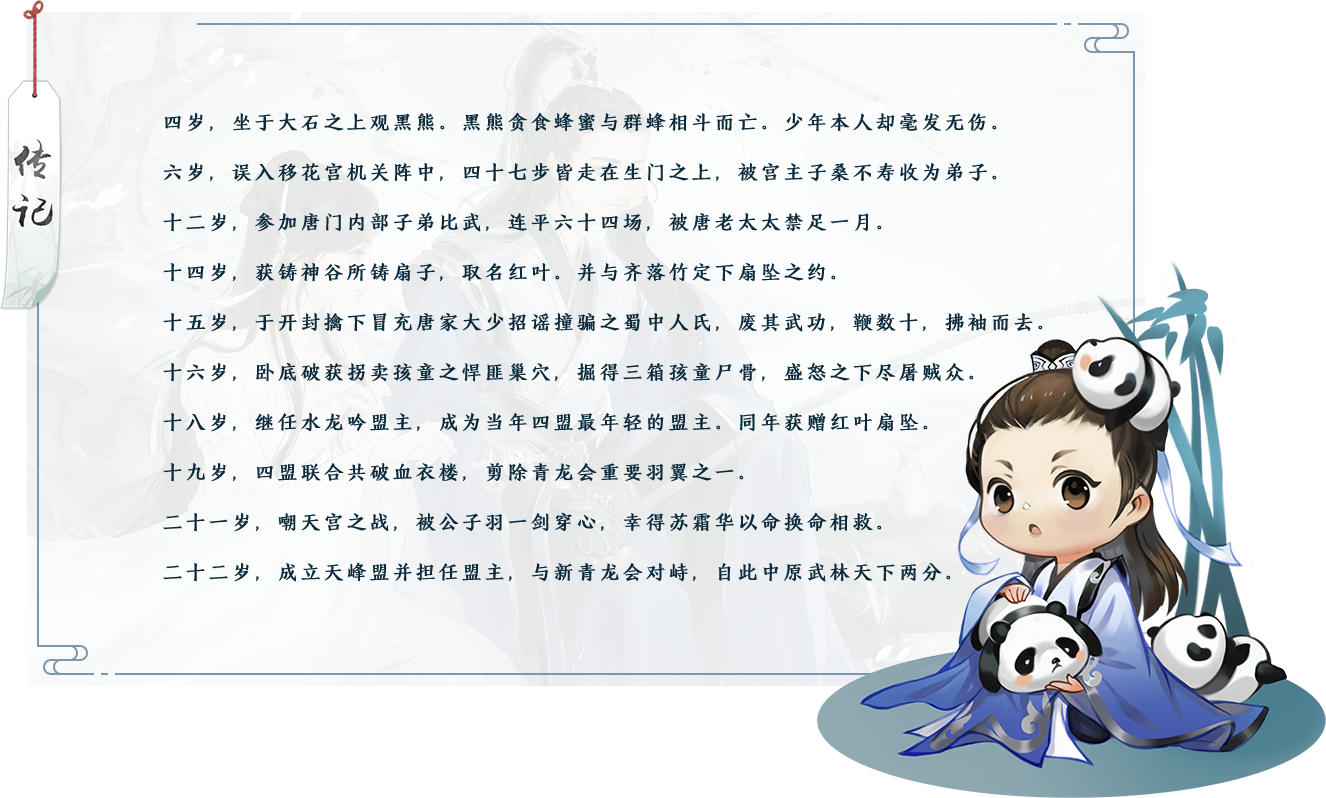 传记
四岁，坐于大石之上观黑熊。黑熊贪食蜂蜜与群蜂相斗而亡。少年本人却毫发无伤。
六岁，误入移花宫机关阵中，四十七步皆走在生门之上，被宫主子桑不寿收为弟子。
十二岁，参加唐门内部子弟比武，连平六十四场，被唐老太太禁足一月。
十四岁，获铸神谷所铸扇子，取名红叶。并与齐落竹定下扇坠之约。
十五岁，于开封擒下冒充唐家大少招谣撞骗之蜀中人氏，废其武功，鞭数十，拂袖而去。
十六岁，卧底破获拐卖孩童之悍匪巢穴，掘得三箱孩童尸骨，盛怒之下尽屠贼众。
十八岁，继任水龙吟盟主，成为当年四盟最年轻的盟主。同年获赠红叶扇坠。
十九岁，四盟联合共破血衣楼，剪除青龙会重要羽翼之一。
二十一岁，嘲天宫之战，被公子羽一剑穿心，幸得苏霜华以命换命相救。
二十二岁，成立天峰盟并担任盟主，与新青龙会对峙，自此中原武林天下两分。